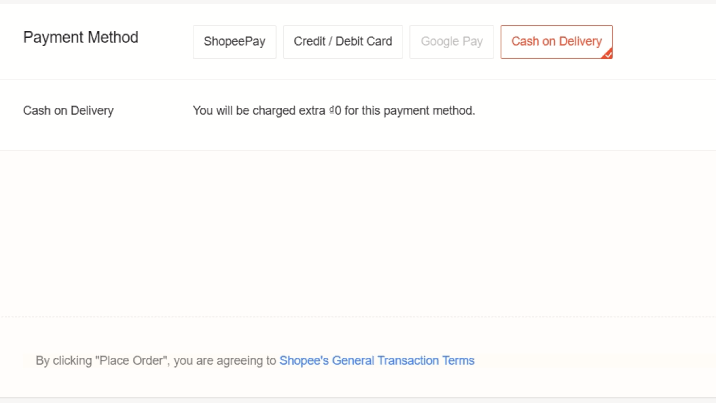 Payment Method ShopeePay Credit / Debit Card Google Pay Cash on Delivery
Cash on Delivery You will be charged extra ₫0 for this payment method.
By clicking "Place Order", you are agreeing to Shopee's General Transaction Terms